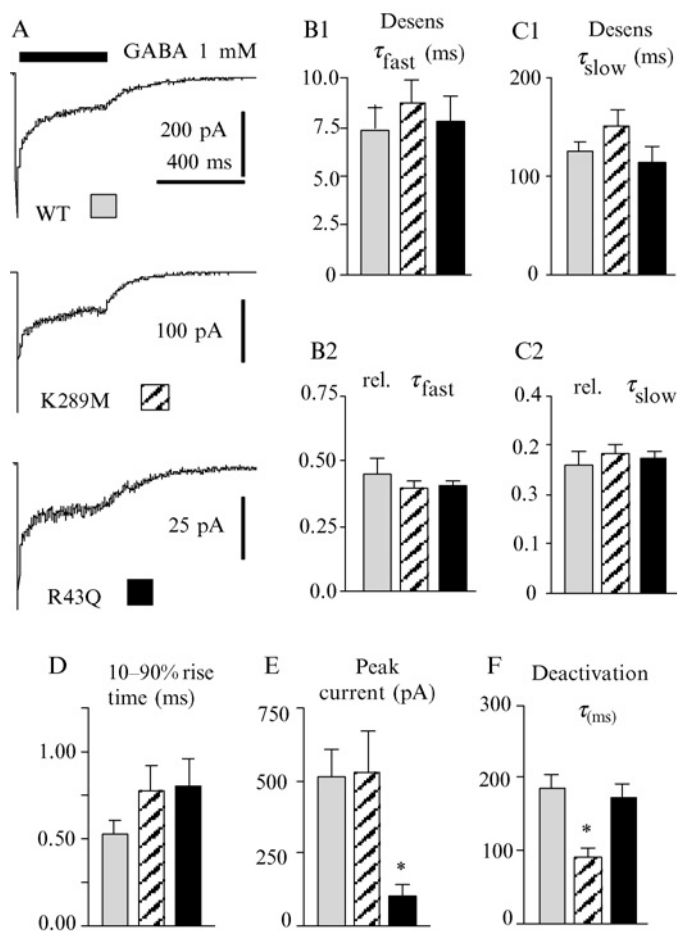 A
GABA 1 mM
200 pA
400 ms
WT
100 pA
K289M
25 pA
R43Q
B1 Desens
τfast (ms)
10.0
7.5
5.0
2.5
0
C1 Desens
τslow (ms)
200
100
0
B2
rel. τfast
0.75
0.50
0.25
0.0
C2
rel. τslow
0.4
0.2
0.3
0.1
0
D
10–90% rise
time (ms)
1.00
0.50
0.00
E Peak
current (pA)
750
500
250
0
*
F Deactivation
τ(ms)
300
200
100
0
*